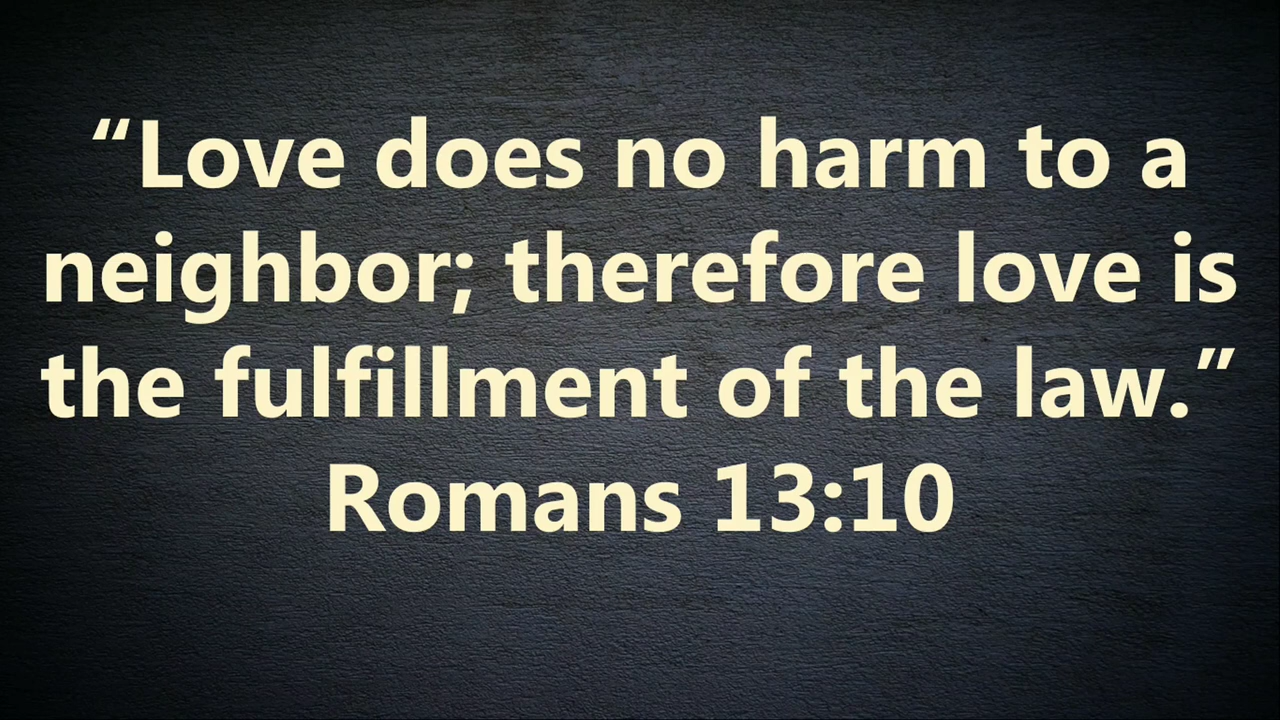 “Love does no harm to a
neighbor; therefore love is
the fulfillment of the law.”
Romans 13:10